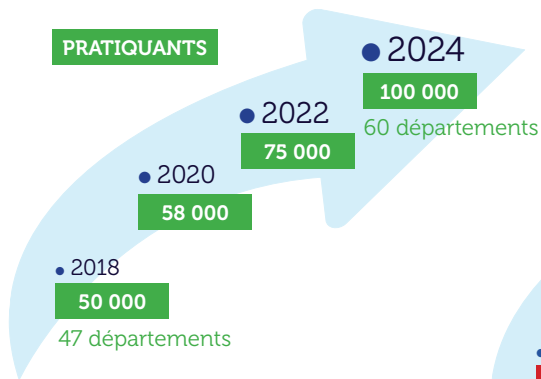 PRATIQUANTS
• 2024
100 000
60 départements
• 2022
75 000
• 2020
58 000
• 2018
50 000
47 départements